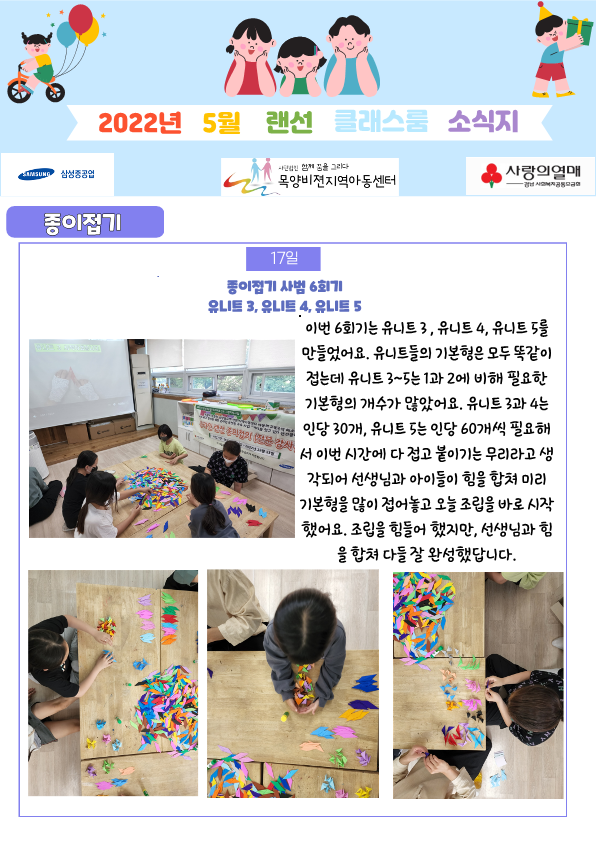 2022년 5월 랜선 클래스룸 소식지
SAMSUNG 삼성중공업
사단법인 함께 꿈을 그리다
목양비전지역아동센터
사랑의열매
경남 사회복지공동모금회
종이접기
17일
종이접기 사범 6회기
유니트 3, 유니트 4, 유니트 5
이번 6회기는 유니트 3 , 유니트 4, 유니트 5를
만들었어요. 유니트들의 기본형은 모두 똑같이
접는데 유니트 3~5는 1과 2에 비해 필요한
기본형의 개수가 많았어요. 유니트 3과 4는
인당 30개, 유니트 5는 인당 60개씩 필요해
서 이번 시간에 다 접고 붙이기는 무리라고 생
각되어 선생님과 아이들이 힘을 합쳐 미리
기본형을 많이 접어놓고 오늘 조립을 바로 시작
했어요. 조립을 힘들어 했지만, 선생님과 힘
을 합쳐 다들 잘 완성했답니다.